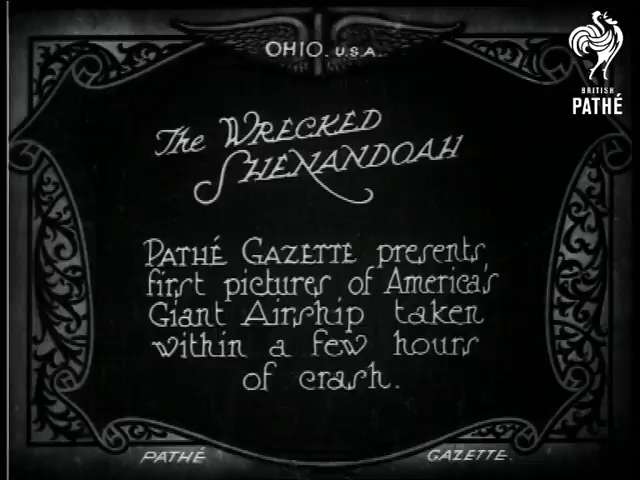 OHIO. U.S.A.
BRITISH
PATHÉ
The WRECKED
SHENANDOAH
PATHÉ GAZETTE presents
first pictures of America's
Giant Airship taken
within a few hours
of crash.
PATHÉ GAZETTE.